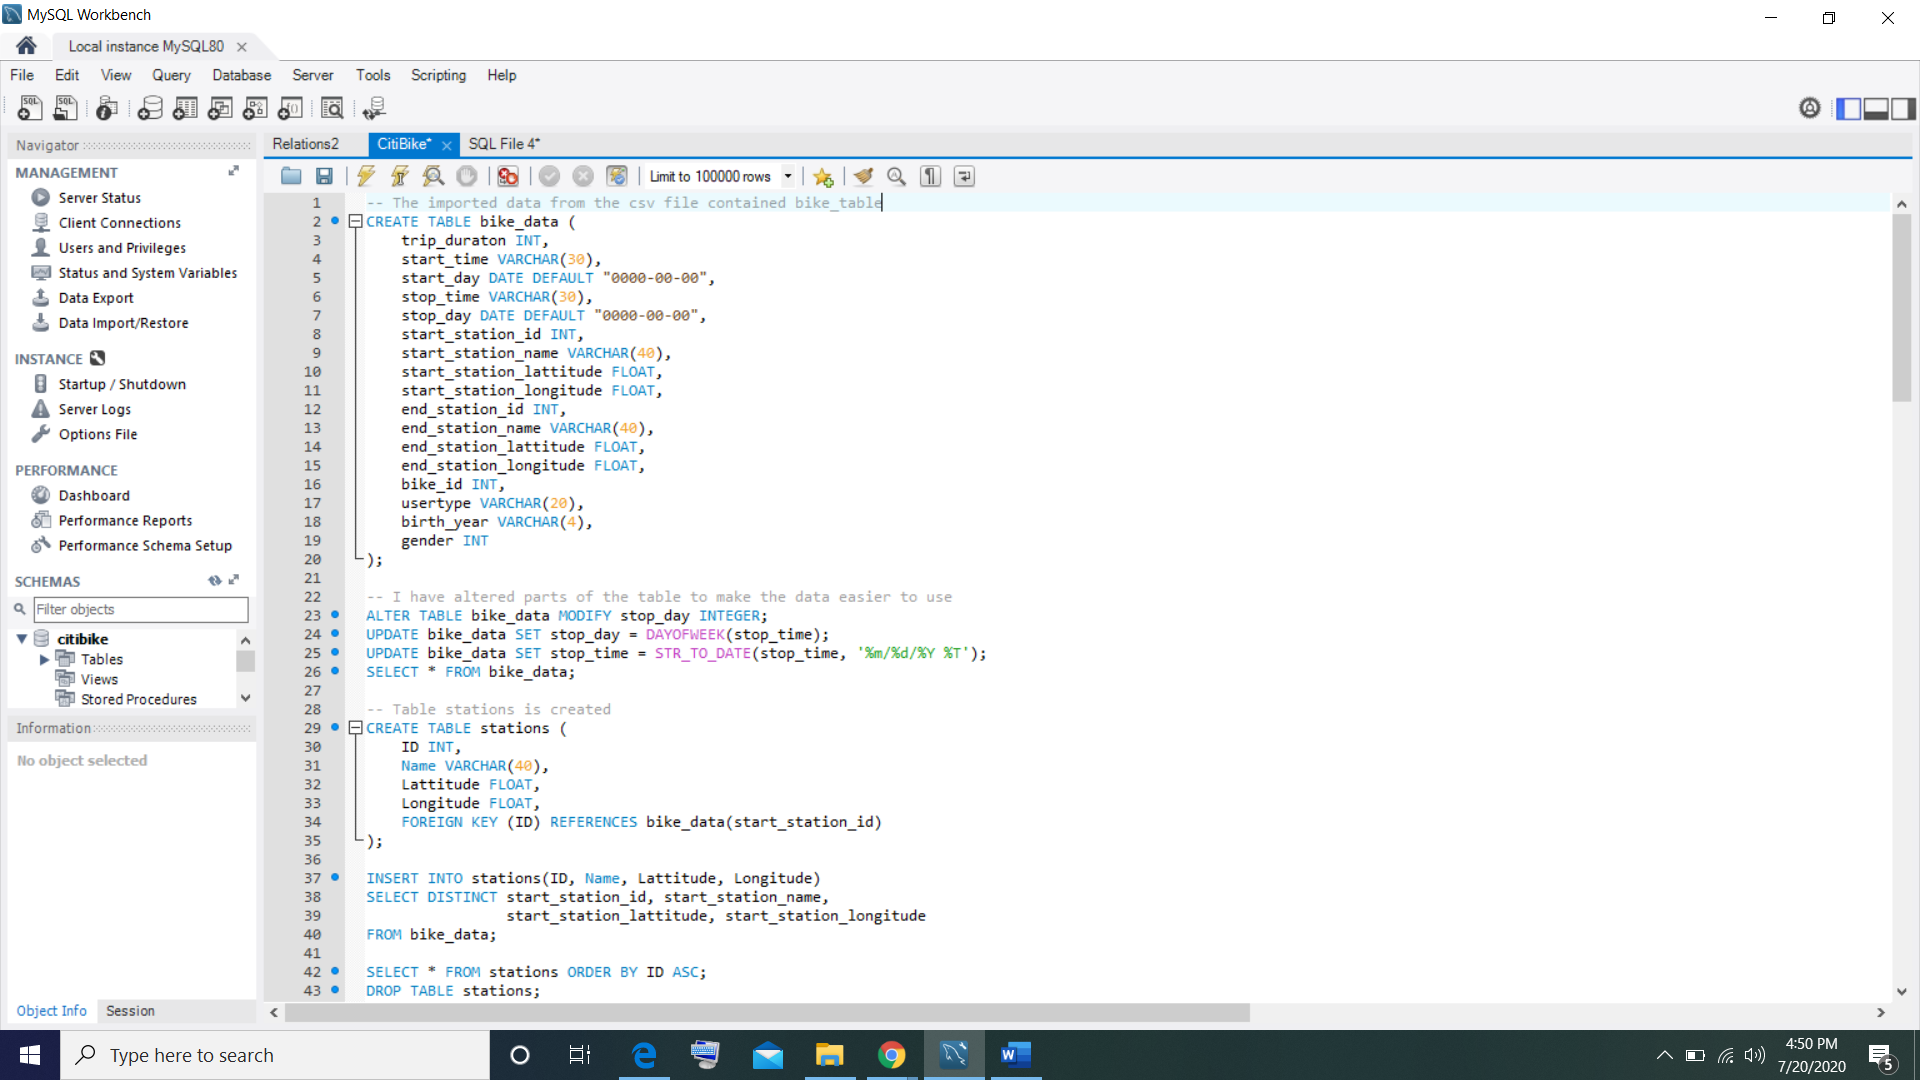 MySQL Workbench
Local instance MySQL80
File Edit View Query Database Server Tools Scripting Help
Navigator
MANAGEMENT
Server Status
Client Connections
Users and Privileges
Status and System Variables
Data Export
Data Import/Restore
INSTANCE
Startup / Shutdown
Server Logs
Options File
PERFORMANCE
Dashboard
Performance Reports
Performance Schema Setup
SCHEMAS
Filter objects
citibike
Tables
Views
Stored Procedures
Information
No object selected
Object Info Session
Relations2 CitiBike* SQL File 4*
Limit to 100000 rows
1 -- The imported data from the csv file contained bike_table
2 CREATE TABLE bike_data (
3 trip_duraton INT,
4 start_time VARCHAR(30),
5 start_day DATE DEFAULT "0000-00-00",
6 stop_time VARCHAR(30),
7 stop_day DATE DEFAULT "0000-00-00",
8 start_station_id INT,
9 start_station_name VARCHAR(40),
10 start_station_lattitude FLOAT,
11 start_station_longitude FLOAT,
12 end_station_id INT,
13 end_station_name VARCHAR(40),
14 end_station_lattitude FLOAT,
15 end_station_longitude FLOAT,
16 bike_id INT,
17 usertype VARCHAR(20),
18 birth_year VARCHAR(4),
19 gender INT
20 );
21
22 -- I have altered parts of the table to make the data easier to use
23 ALTER TABLE bike_data MODIFY stop_day INTEGER;
24 UPDATE bike_data SET stop_day = DAYOFWEEK(stop_time);
25 UPDATE bike_data SET stop_time = STR_TO_DATE(stop_time, '%m/%d/%Y %T');
26 SELECT * FROM bike_data;
27
28 -- Table stations is created
29 CREATE TABLE stations (
30 ID INT,
31 Name VARCHAR(40),
32 Lattitude FLOAT,
33 Longitude FLOAT,
34 FOREIGN KEY (ID) REFERENCES bike_data(start_station_id)
35 );
36
37 INSERT INTO stations(ID, Name, Lattitude, Longitude)
38 SELECT DISTINCT start_station_id, start_station_name,
39 start_station_lattitude, start_station_longitude
40 FROM bike_data;
41
42 SELECT * FROM stations ORDER BY ID ASC;
43 DROP TABLE stations;
Type here to search
4:50 PM
7/20/2020
5